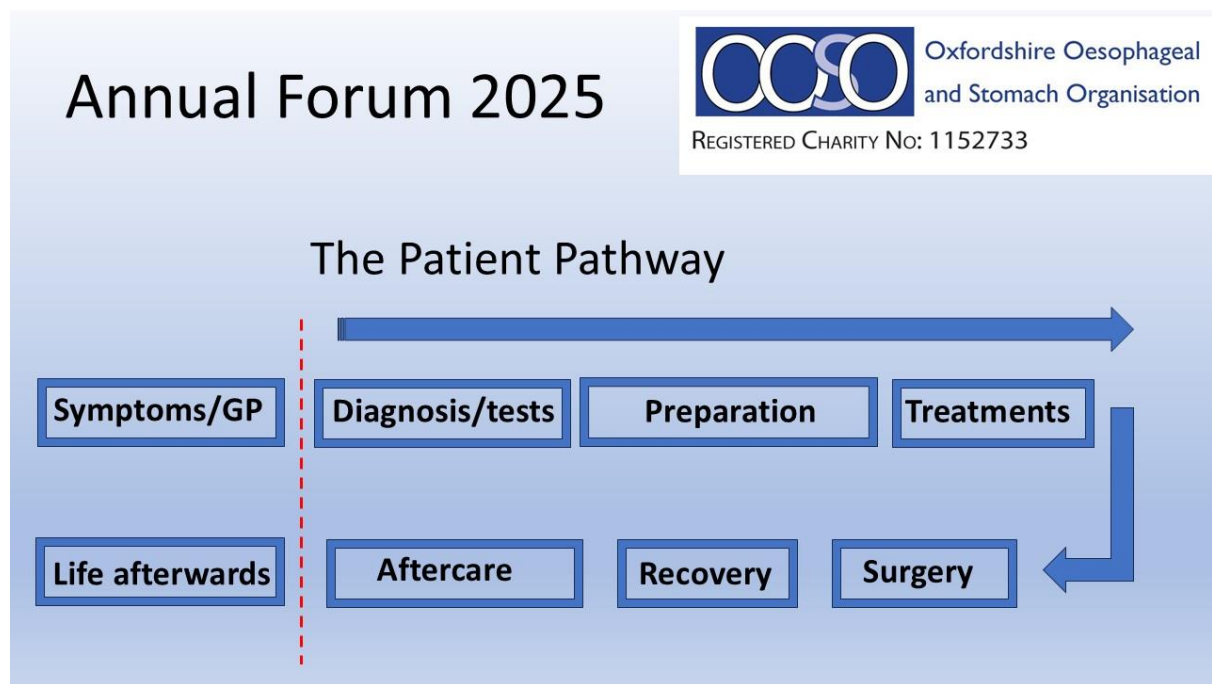 Annual Forum 2025
OOSO
Oxfordshire Oesophageal
and Stomach Organisation
REGISTERED CHARITY NO: 1152733
The Patient Pathway
Symptoms/GP
Diagnosis/tests
Preparation
Treatments
Life afterwards
Aftercare
Recovery
Surgery